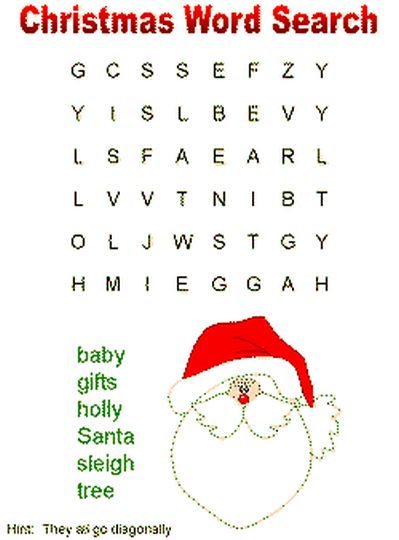 Christmas Word Search
G C S S E F Z Y
Y I S L B E V Y
L S F A E A R L
L V V T N I B T
O L J W S T G Y
H M I E G G A H
baby
gifts
holly
Santa
sleigh
tree
Hint: They all go diagonally